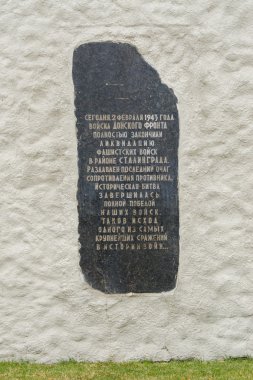 СЕГОДНЯ, 2 ФЕВРАЛЯ 1943 ГОДА
ВОЙСКА ДОНСКОГО ФРОНТА
ПОЛНОСТЬЮ ЗАКОНЧИЛИ
ЛИКВИДАЦИЮ
ФАШИСТСКИХ ВОЙСК
В РАЙОНЕ СТАЛИНГРАДА.
РАЗДАВЛЕН ПОСЛЕДНИЙ ОЧАГ
СОПРОТИВЛЕНИЯ ПРОТИВНИКА.
ИСТОРИЧЕСКАЯ БИТВА
ЗАВЕРШИЛАСЬ
ПОЛНОЙ ПОБЕДОЙ
НАШИХ ВОЙСК.
ТАКОВ ИСХОД
ОДНОГО ИЗ САМЫХ
КРУПНЕЙШИХ СРАЖЕНИЙ
В ИСТОРИИ ВОЙН...